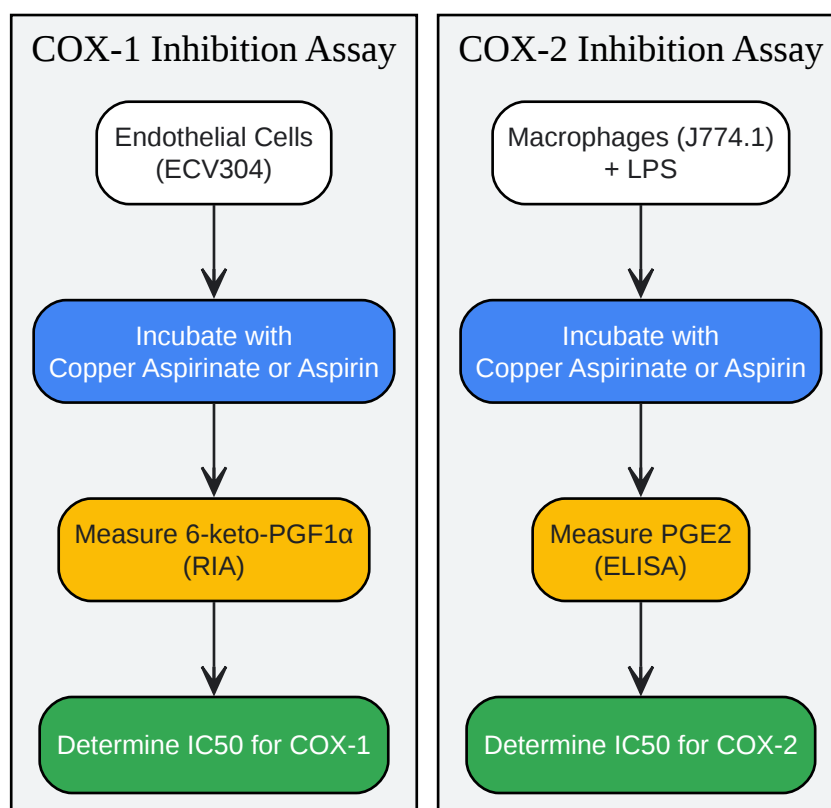 COX-1 Inhibition Assay
Endothelial Cells
(ECV304)
Incubate with
Copper Aspirinate or Aspirin
Measure 6-keto-PGF1α
(RIA)
Determine IC50 for COX-1
COX-2 Inhibition Assay
Macrophages (J774.1)
+ LPS
Incubate with
Copper Aspirinate or Aspirin
Measure PGE2
(ELISA)
Determine IC50 for COX-2